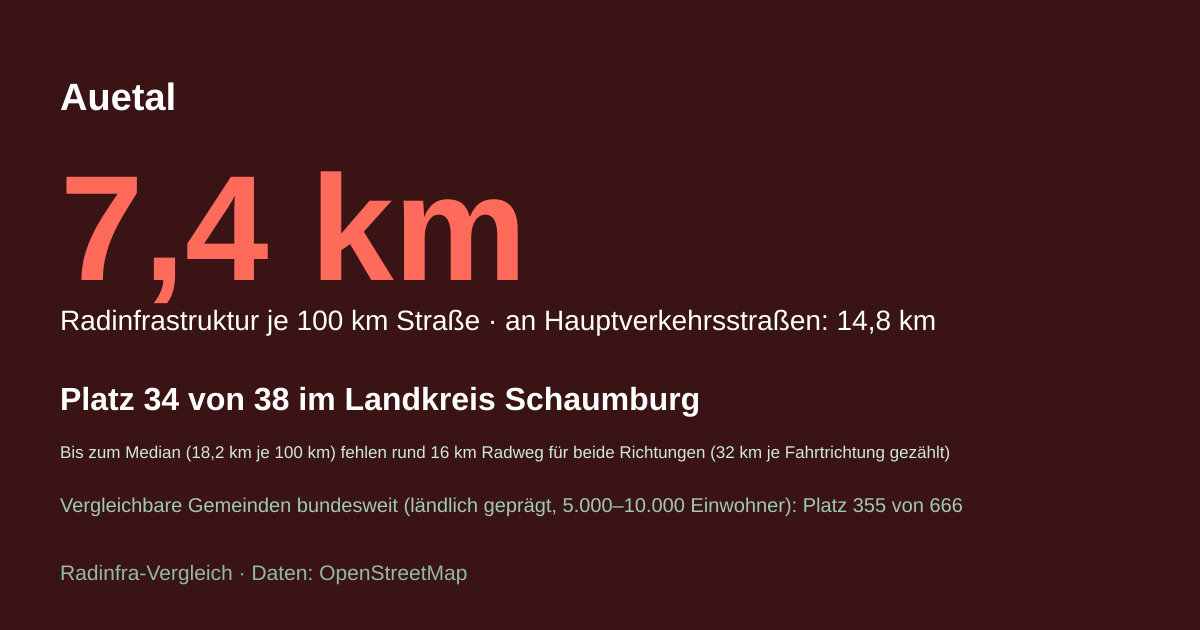 Auetal
7,4 km
Radinfrastruktur je 100 km Straße · an Hauptverkehrsstraßen: 14,8 km
Platz 34 von 38 im Landkreis Schaumburg
Bis zum Median (18,2 km je 100 km) fehlen rund 16 km Radweg für beide Richtungen (32 km je Fahrtrichtung gezählt)
Vergleichbare Gemeinden bundesweit (ländlich geprägt, 5.000–10.000 Einwohner): Platz 355 von 666
Radinfra-Vergleich · Daten: OpenStreetMap